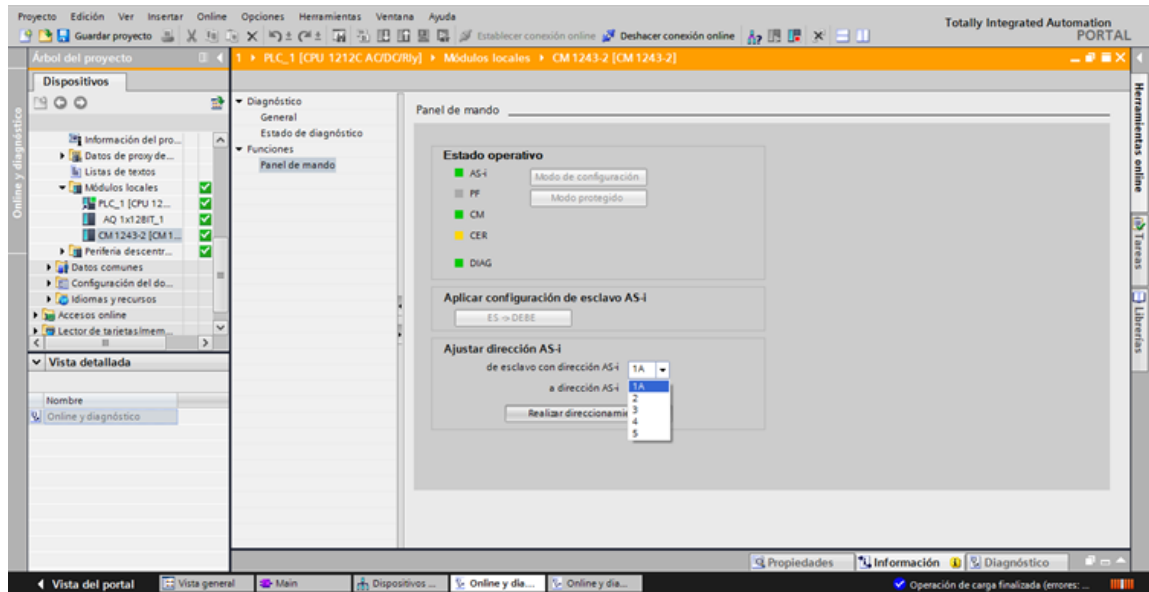 Proyecto Edición Ver Insertar Online Opciones Herramientas Ventana Ayuda
Totally Integrated Automation
PORTAL
Guardar proyecto
Establecer conexión online
Deshacer conexión online
Árbol del proyecto
1 PLC_1 [CPU 1212C AC/DC/Rly] Módulos locales CM 1243-2 [CM 1243-2]
Dispositivos
Online y diagnóstico
Información del pro...
Datos de proxy de...
Listas de textos
Módulos locales
PLC_1 [CPU 12...
AQ 1x12BIT_1
CM 1243-2 [CM 1...
Periferia descentr...
Datos comunes
Configuración del do...
Idiomas y recursos
Accesos online
Lector de tarjetas/mem...
Vista detallada
Nombre
Online y diagnóstico
Diagnóstico
General
Estado de diagnóstico
Funciones
Panel de mando
Panel de mando
Estado operativo
AS-i
Modo de configuración
PF
Modo protegido
CM
CER
DIAG
Aplicar configuración de esclavo AS-i
ES -> DEBE
Ajustar dirección AS-i
de esclavo con dirección AS-i 1A
a dirección AS-i 1A
2
Realizar direccionamie
3
4
5
Herramientas online
Tareas
Librerías
Propiedades
Información
Diagnóstico
Vista del portal
Vista general
Main
Dispositivos ...
Online y dia...
Online y dia...
Operación de carga finalizada (errores: ...